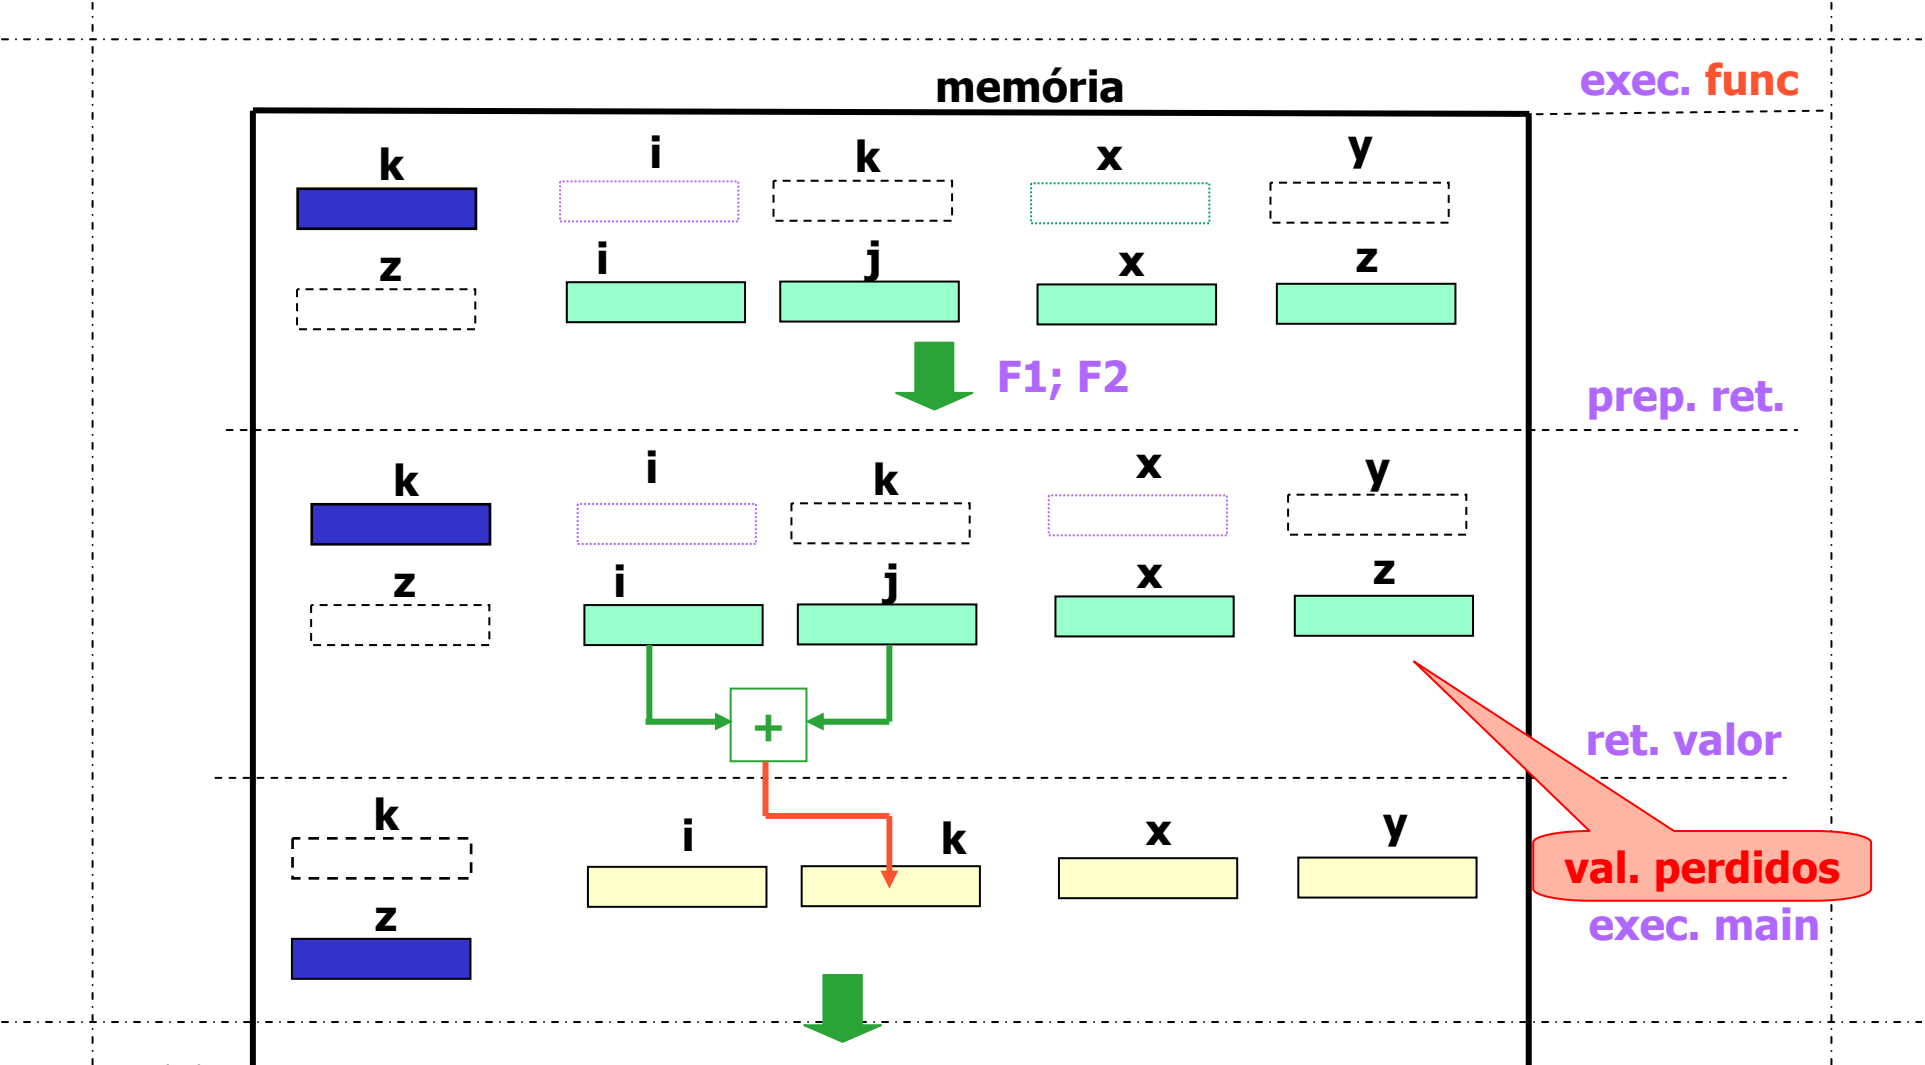 memória
exec. func
k i k x y
z i j x z
F1; F2
prep. ret.
k i k x y
z i j x z
+
ret. valor
k i k x y
val. perdidos
z
exec. main